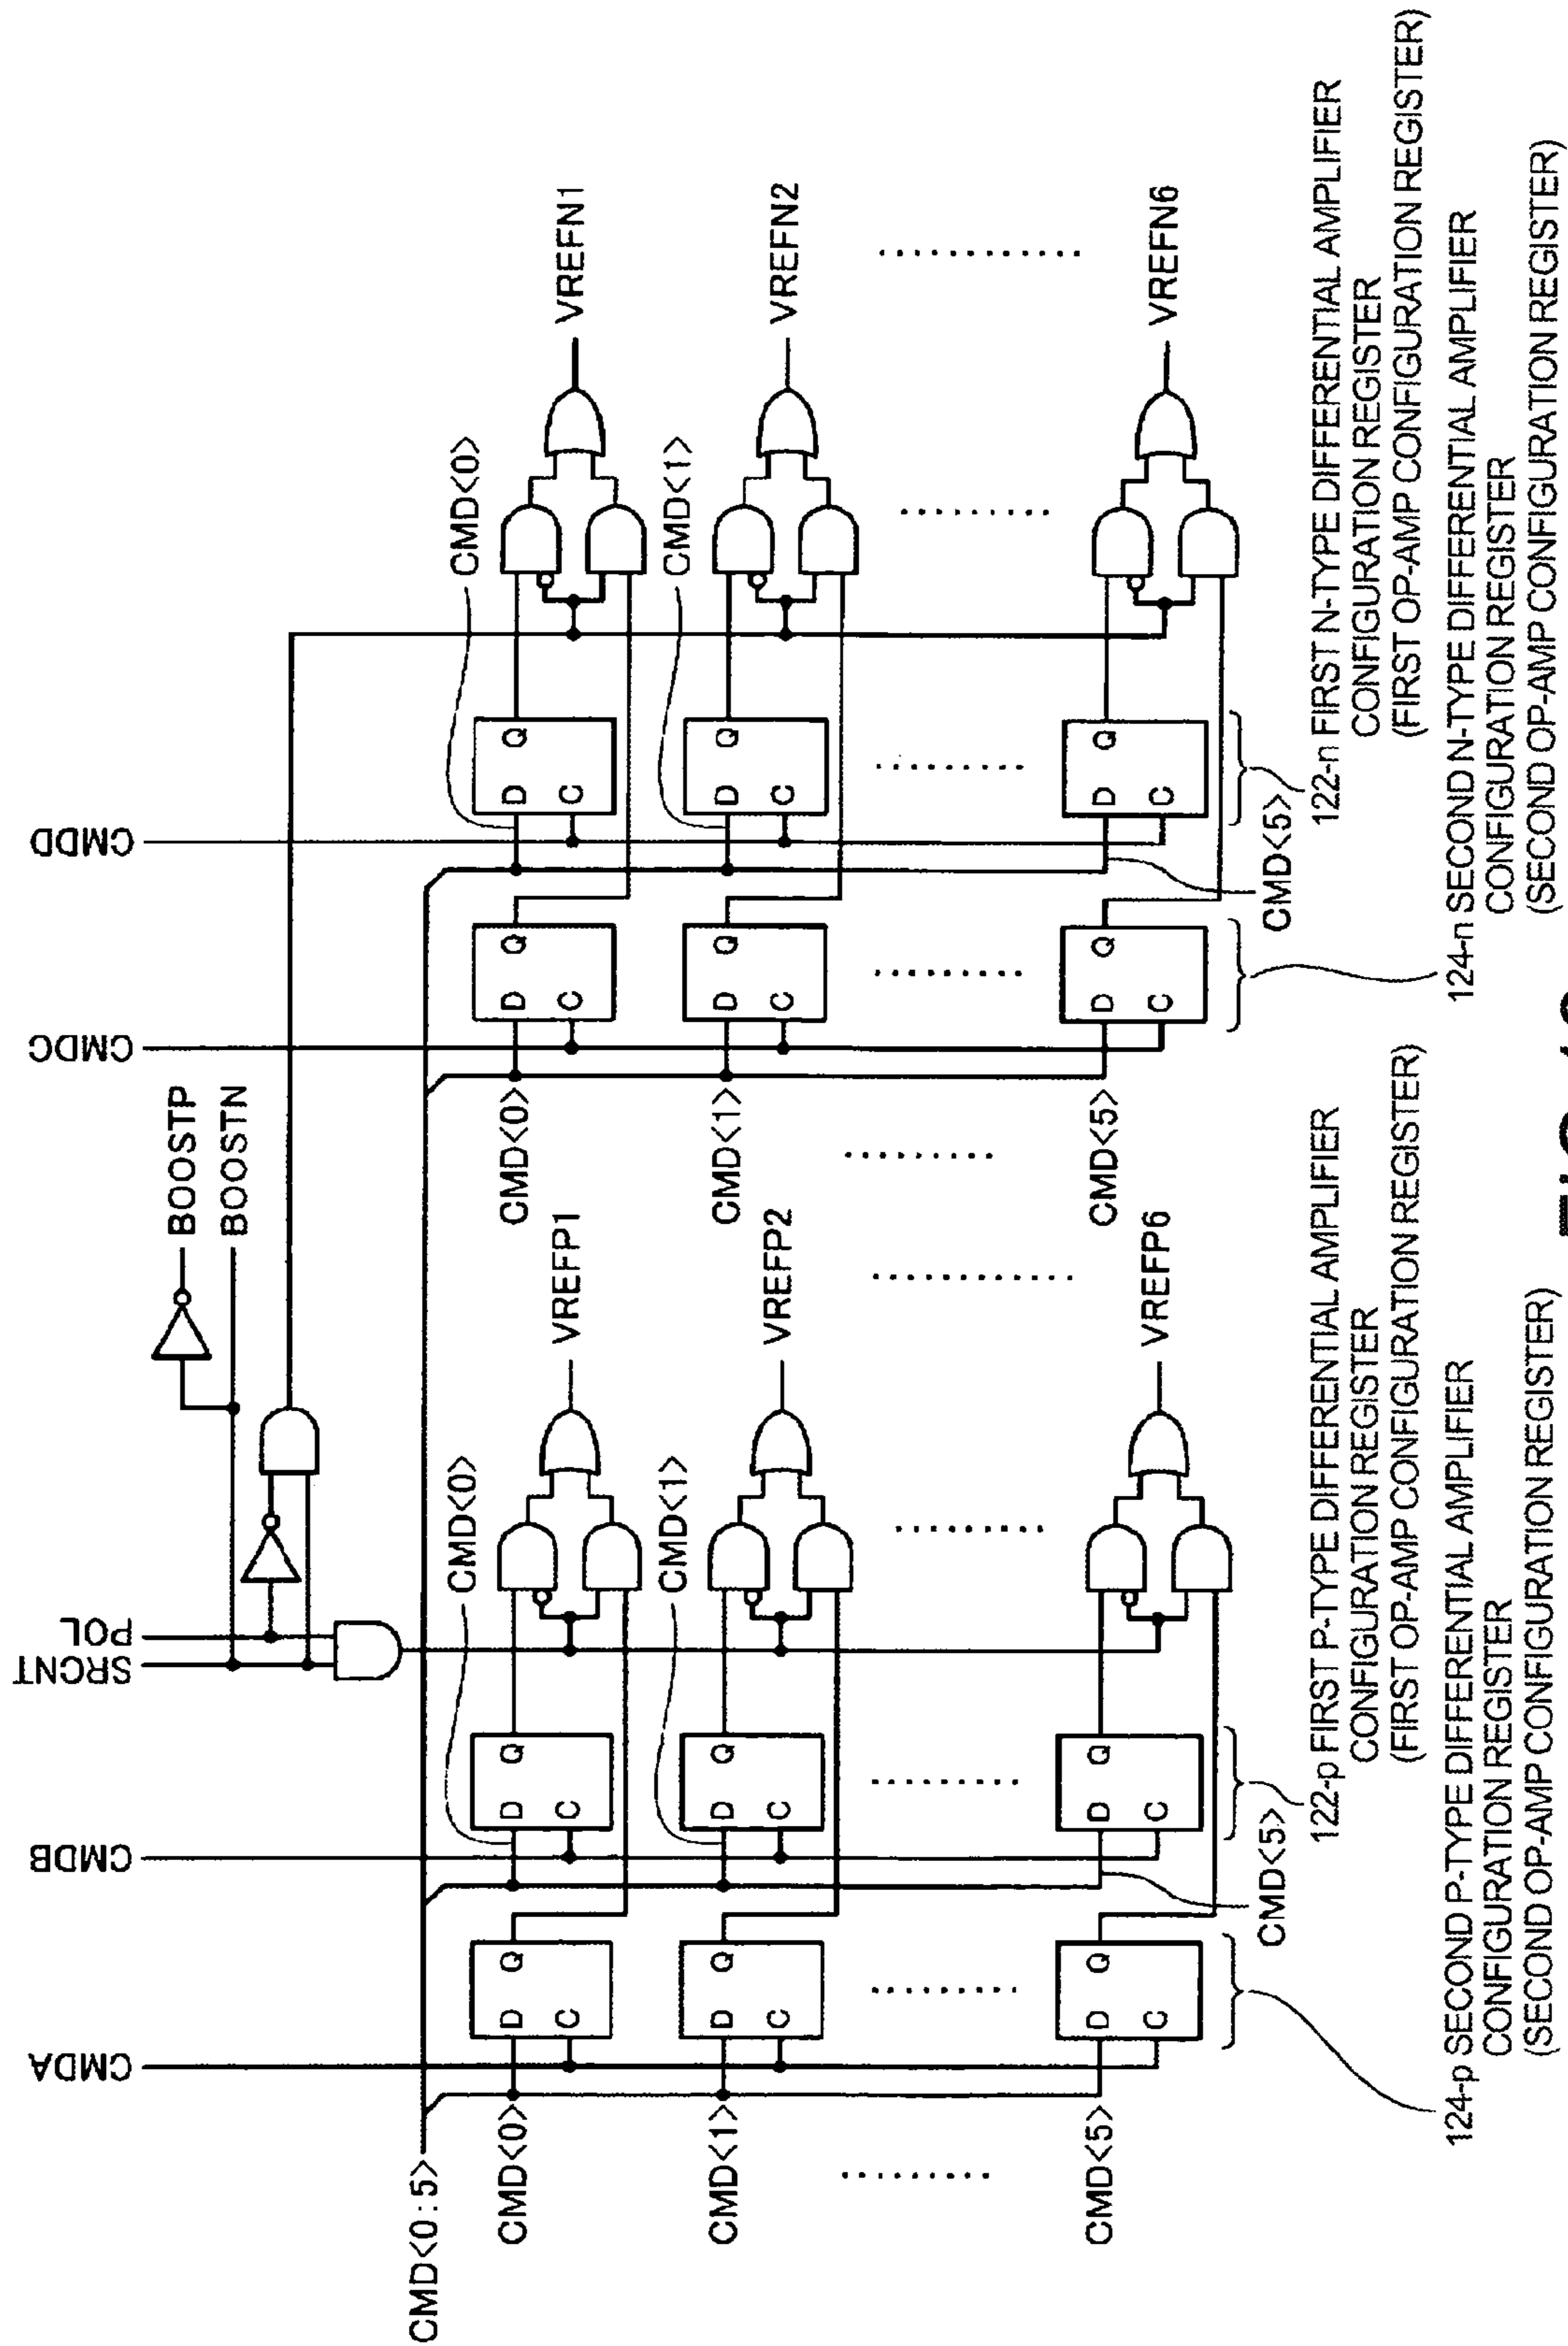 CMDA
CMDB
SRCNT
POL
CMDC
CMDD
BOOSTP
BOOSTN
CMD<0:5>
CMD<0>
D
Q
C
CMD<0>
D
Q
C
VREFP1
CMD<0>
D
Q
C
CMD<0>
D
Q
C
VREFN1
CMD<1>
D
Q
C
CMD<1>
D
Q
C
VREFP2
CMD<1>
D
Q
C
CMD<1>
D
Q
C
VREFN2
CMD<5>
D
Q
C
D
Q
C
VREFP6
CMD<5>
D
Q
C
D
Q
C
VREFN6
CMD<5>
CMD<5>
122-p FIRST P-TYPE DIFFERENTIAL AMPLIFIER
CONFIGURATION REGISTER
(FIRST OP-AMP CONFIGURATION REGISTER)
124-p SECOND P-TYPE DIFFERENTIAL AMPLIFIER
CONFIGURATION REGISTER
(SECOND OP-AMP CONFIGURATION REGISTER)
122-n FIRST N-TYPE DIFFERENTIAL AMPLIFIER
CONFIGURATION REGISTER
(FIRST OP-AMP CONFIGURATION REGISTER)
124-n SECOND N-TYPE DIFFERENTIAL AMPLIFIER
CONFIGURATION REGISTER
(SECOND OP-AMP CONFIGURATION REGISTER)